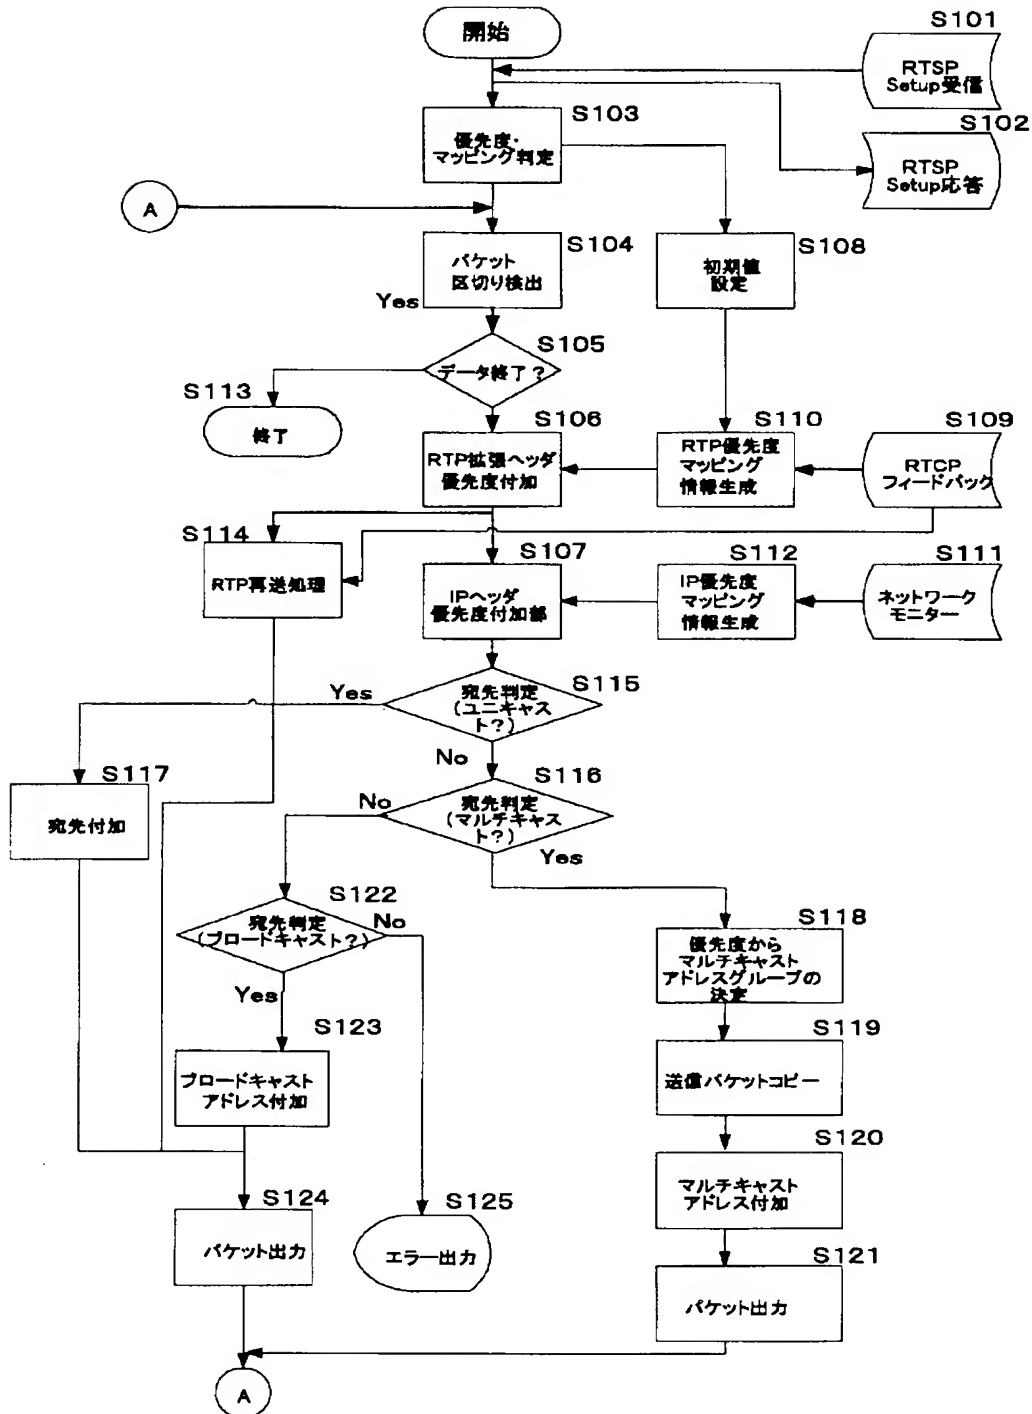 開始
S101
RTSP
Setup受信
S102
RTSP
Setup応答
S103
優先度・
マッピング判定
A
S104
パケット
区切り検出
Yes
S108
初期値
設定
S105
データ終了？
S113
終了
S106
RTP拡張ヘッダ
優先度付加
S110
RTP優先度
マッピング
情報生成
S109
RTCP
フィードバック
S114
RTP再送処理
S107
IPヘッダ
優先度付加部
S112
IP優先度
マッピング
情報生成
S111
ネットワーク
モニター
S115
宛先判定
(ユニキャス
ト?)
Yes
No
S117
宛先付加
S116
宛先判定
(マルチキャス
ト?)
No
Yes
S122
宛先判定
(ブロードキャスト?)
No
Yes
S118
優先度から
マルチキャスト
アドレスグループの
決定
S123
ブロードキャスト
アドレス付加
S119
送信パケットコピー
S120
マルチキャスト
アドレス付加
S124
パケット出力
S125
エラー出力
S121
パケット出力
A